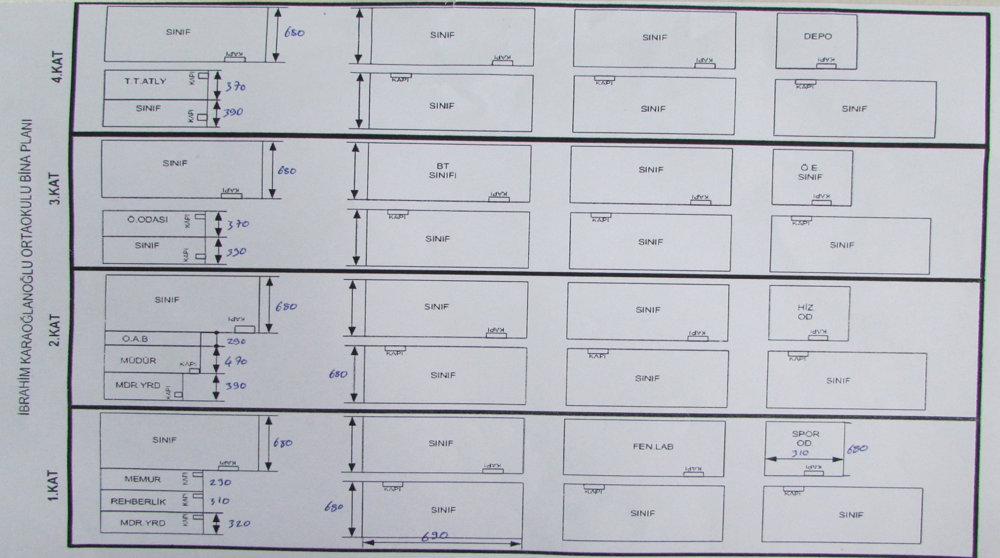 İBRAHİM KARAOĞLANOĞLU ORTAOKULU BİNA PLANI
4.KAT
SINIF
KAPI
680
SINIF
KAPI
SINIF
KAPI
DEPO
KAPI
T.T.ATLY
KAPI
370
SINIF
KAPI
390
KAPI
SINIF
KAPI
SINIF
KAPI
SINIF
3.KAT
SINIF
KAPI
680
BT
SINIFI
KAPI
SINIF
KAPI
Ö.E.
SINIF
KAPI
Ö.ODASI
KAPI
370
SINIF
KAPI
390
KAPI
SINIF
KAPI
SINIF
KAPI
SINIF
2.KAT
SINIF
KAPI
680
SINIF
KAPI
SINIF
KAPI
HİZ.
OD
KAPI
O.A.B
290
MÜDÜR
KAPI
470
MDR.YRD
KAPI
390
680
KAPI
SINIF
KAPI
SINIF
KAPI
SINIF
1.KAT
SINIF
KAPI
680
SINIF
KAPI
FEN.LAB
KAPI
SPOR
OD.
310
680
KAPI
MEMUR
KAPI
290
REHBERLİK
KAPI
310
MDR.YRD
KAPI
320
680
KAPI
SINIF
690
KAPI
SINIF
KAPI
SINIF